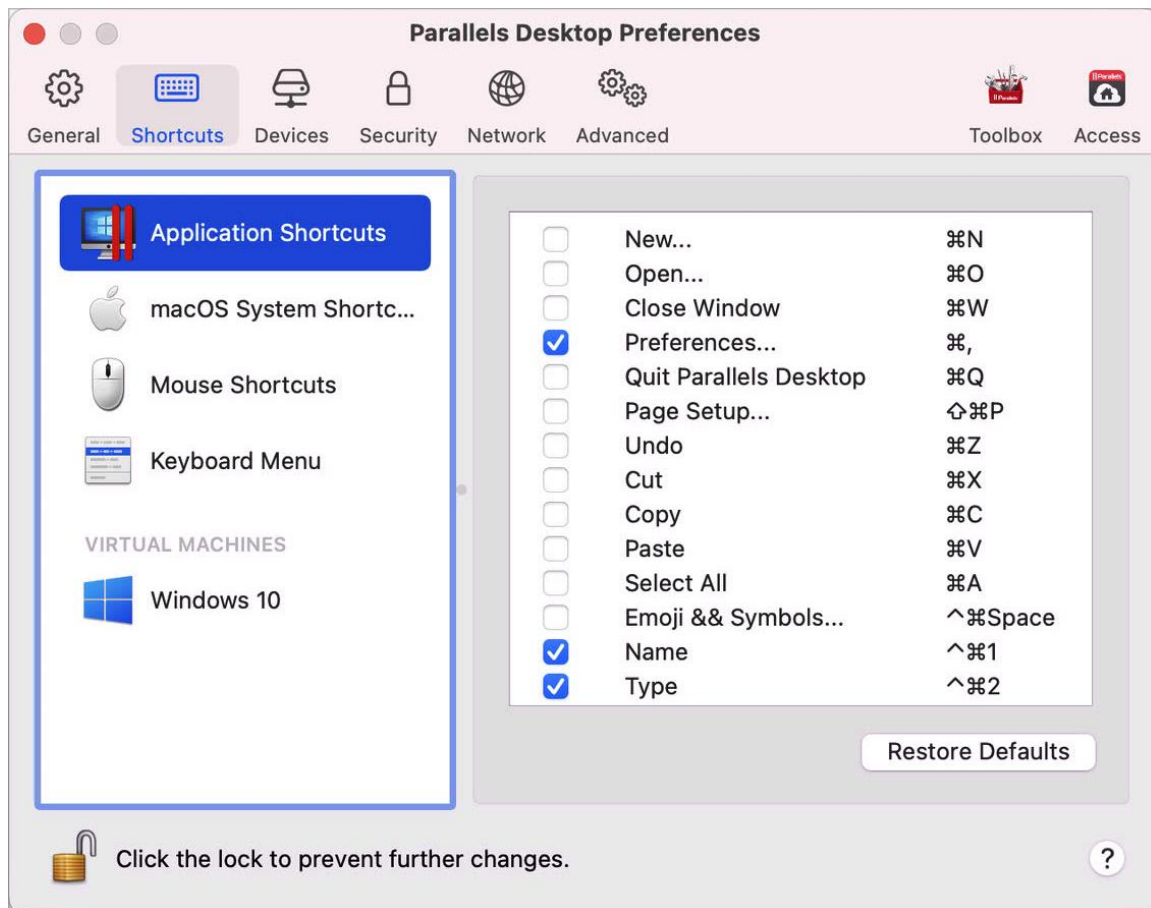 Parallels Desktop Preferences
General Shortcuts Devices Security Network Advanced Toolbox Access
Application Shortcuts
macOS System Shortc...
Mouse Shortcuts
Keyboard Menu
VIRTUAL MACHINES
Windows 10
New... ⌘N
Open... ⌘O
Close Window ⌘W
Preferences... ⌘,
Quit Parallels Desktop ⌘Q
Page Setup... ⇧⌘P
Undo ⌘Z
Cut ⌘X
Copy ⌘C
Paste ⌘V
Select All ⌘A
Emoji && Symbols... ^⌘Space
Name ^⌘1
Type ^⌘2
Restore Defaults
Click the lock to prevent further changes.
?